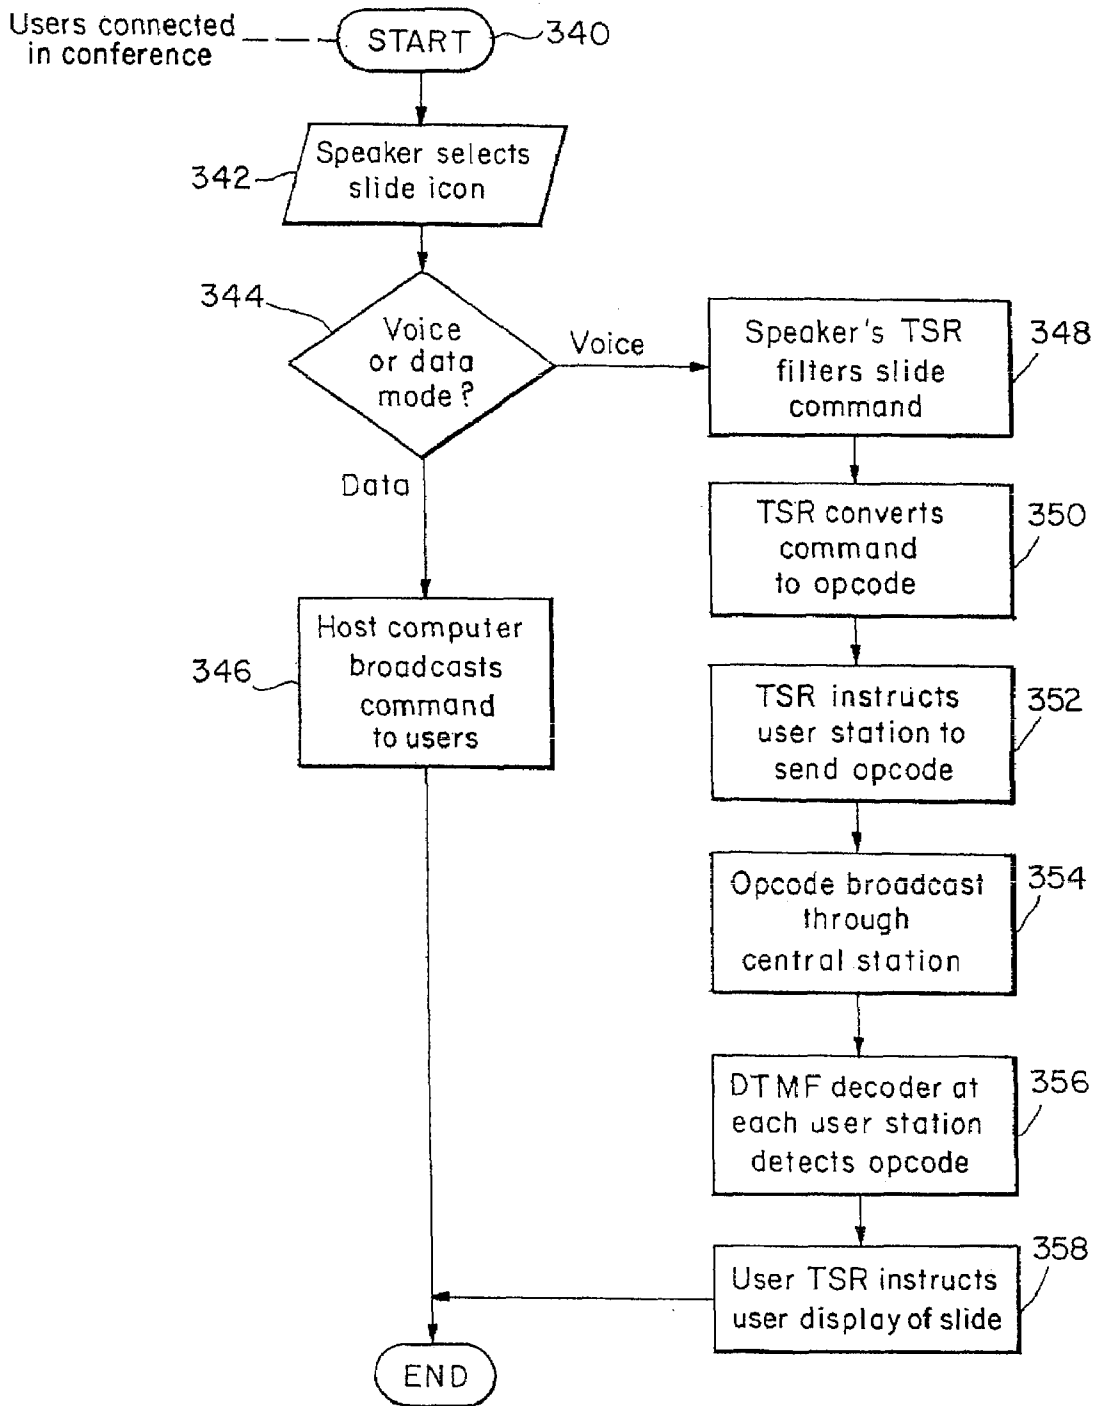 Users connected
in conference
START
340
342
Speaker selects
slide icon
344
Voice
or data
mode?
Voice
Data
346
Host computer
broadcasts
command
to users
Speaker's TSR
filters slide
command
348
TSR converts
command
to opcode
350
TSR instructs
user station to
send opcode
352
Opcode broadcast
through
central station
354
DTMF decoder at
each user station
detects opcode
356
User TSR instructs
user display of slide
358
END